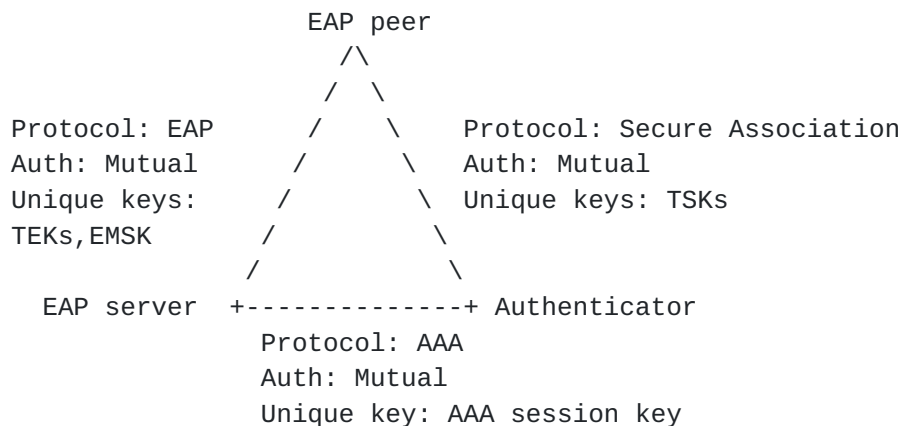 EAP peer
/\
/  \
Protocol: EAP      /    \    Protocol: Secure Association
Auth: Mutual      /      \   Auth: Mutual
Unique keys:     /        \  Unique keys: TSKs
TEKs,EMSK       /          \
/            \
EAP server  +--------------+ Authenticator
Protocol: AAA
Auth: Mutual
Unique key: AAA session key